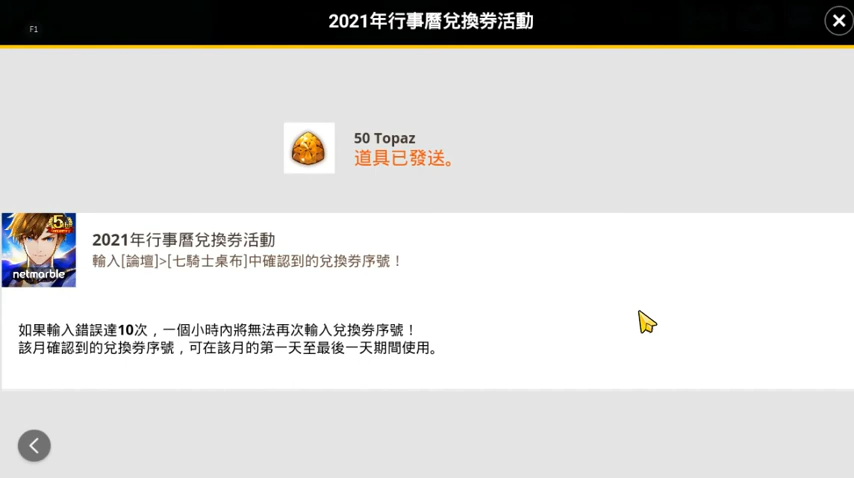 2021年行事曆兌換券活動
F1
50 Topaz
道具已發送。
netmarble
2021年行事曆兌換券活動
輸入[論壇]>[七騎士桌布]中確認到的兌換券序號！
如果輸入錯誤達10次，一個小時內將無法再次輸入兌換券序號！
該月確認到的兌換券序號，可在該月的第一天至最後一天期間使用。